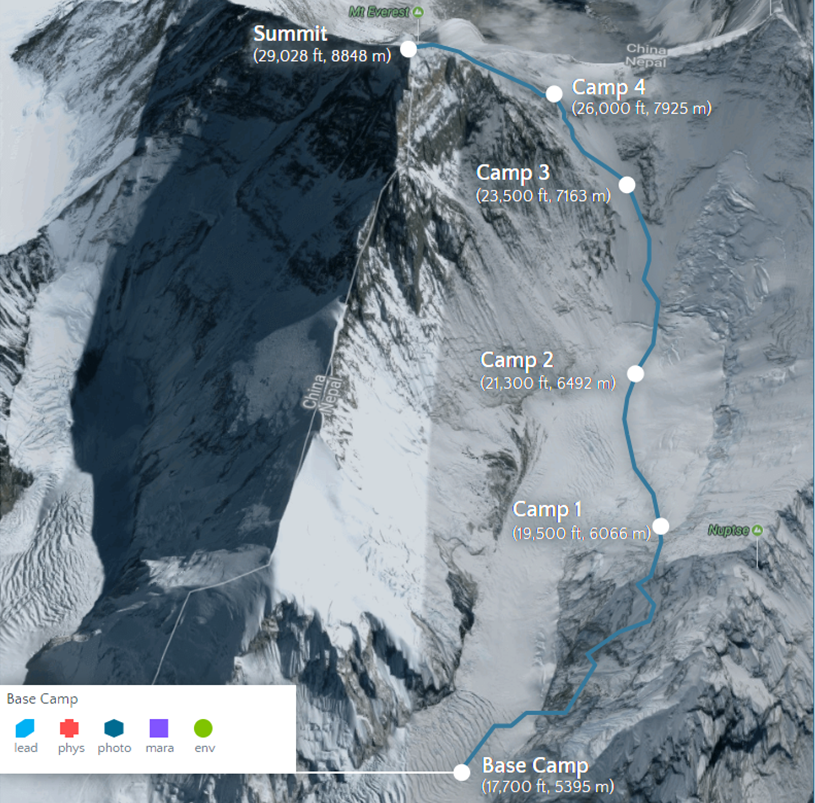 Mt Everest
Summit
(29,028 ft, 8848 m)
China
Nepal
Camp 4
(26,000 ft, 7925 m)
Camp 3
(23,500 ft, 7163 m)
Camp 2
(21,300 ft, 6492 m)
China
Nepal
Camp 1
(19,500 ft, 6066 m)
Nuptse
Base Camp
lead phys photo mara env
Base Camp
(17,700 ft, 5395 m)